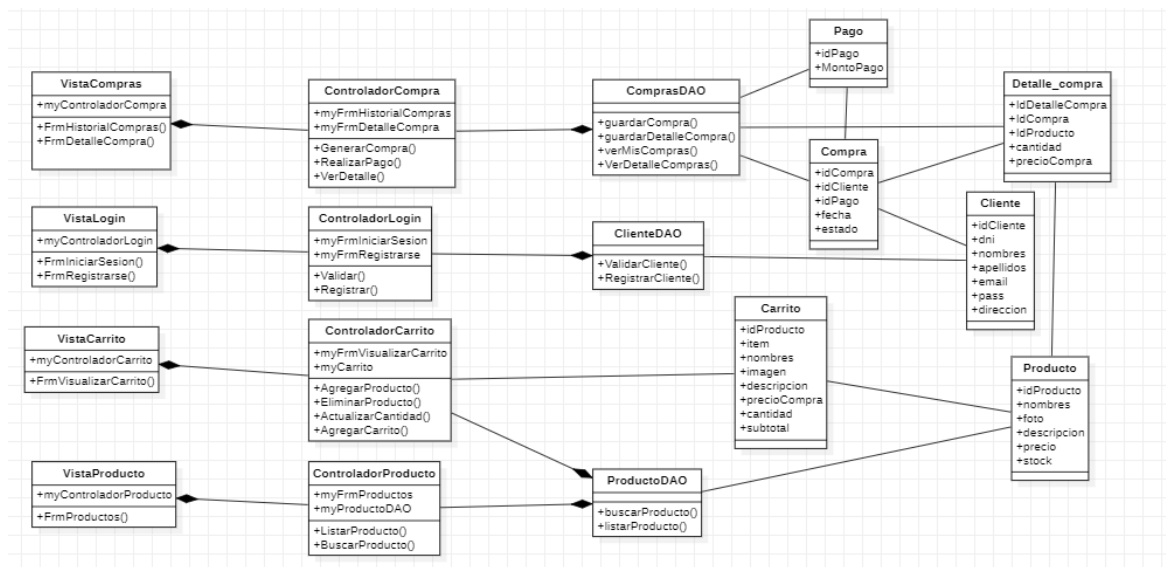 Pago
+idPago
+MontoPago
VistaCompras
+myControladorCompra
+FrmHistorialCompras()
+FrmDetalleCompra()
ControladorCompra
+myFrmHistorialCompras
+myFrmDetalleCompra
+GenerarCompra()
+RealizarPago()
+VerDetalle()
ComprasDAO
+guardarCompra()
+guardarDetalleCompra()
+verMisCompras()
+VerDetalleCompras()
Detalle_compra
+IdDetalleCompra
+IdCompra
+IdProducto
+cantidad
+precioCompra
Compra
+idCompra
+idCliente
+idPago
+fecha
+estado
VistaLogin
+myControladorLogin
+FrmIniciarSesion()
+FrmRegistrarse()
ControladorLogin
+myFrmIniciarSesion
+myFrmRegistrarse
+Validar()
+Registrar()
ClienteDAO
+ValidarCliente()
+RegistrarCliente()
Cliente
+idCliente
+dni
+nombres
+apellidos
+email
+pass
+direccion
VistaCarrito
+myControladorCarrito
+FrmVisualizarCarrito()
ControladorCarrito
+myFrmVisualizarCarrito
+myCarrito
+AgregarProducto()
+EliminarProducto()
+ActualizarCantidad()
+AgregarCarrito()
Carrito
+idProducto
+item
+nombres
+imagen
+descripcion
+precioCompra
+cantidad
+subtotal
Producto
+idProducto
+nombres
+foto
+descripcion
+precio
+stock
VistaProducto
+myControladorProducto
+FrmProductos()
ControladorProducto
+myFrmProductos
+myProductoDAO
+ListarProducto()
+BuscarProducto()
ProductoDAO
+buscarProducto()
+listarProducto()